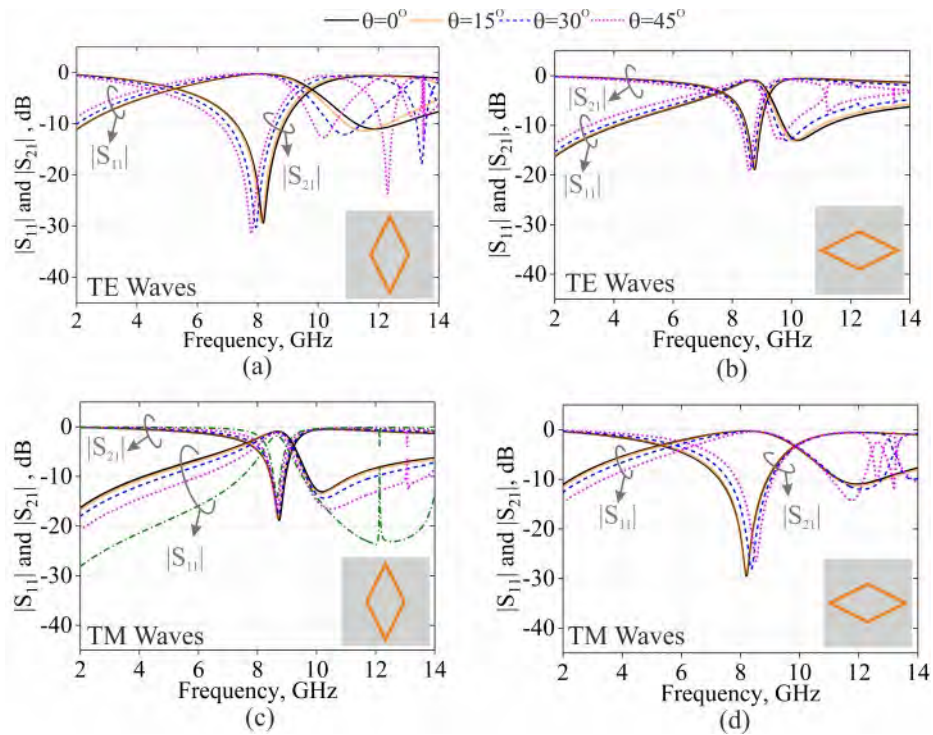 θ=0° θ=15° θ=30° θ=45°
|S₁₁| and |S₂₁|, dB
0
-10
-20
-30
-40
|S₁₁|
|S₂₁|
TE Waves
2 4 6 8 10 12 14
Frequency, GHz
(a)
|S₁₁| and |S₂₁|, dB
0
-10
-20
-30
-40
|S₂₁|
|S₁₁|
TE Waves
2 4 6 8 10 12 14
Frequency, GHz
(b)
|S₁₁| and |S₂₁|, dB
0
-10
-20
-30
-40
|S₂₁|
|S₁₁|
TM Waves
2 4 6 8 10 12 14
Frequency, GHz
(c)
|S₁₁| and |S₂₁|, dB
0
-10
-20
-30
-40
|S₁₁|
|S₂₁|
TM Waves
2 4 6 8 10 12 14
Frequency, GHz
(d)